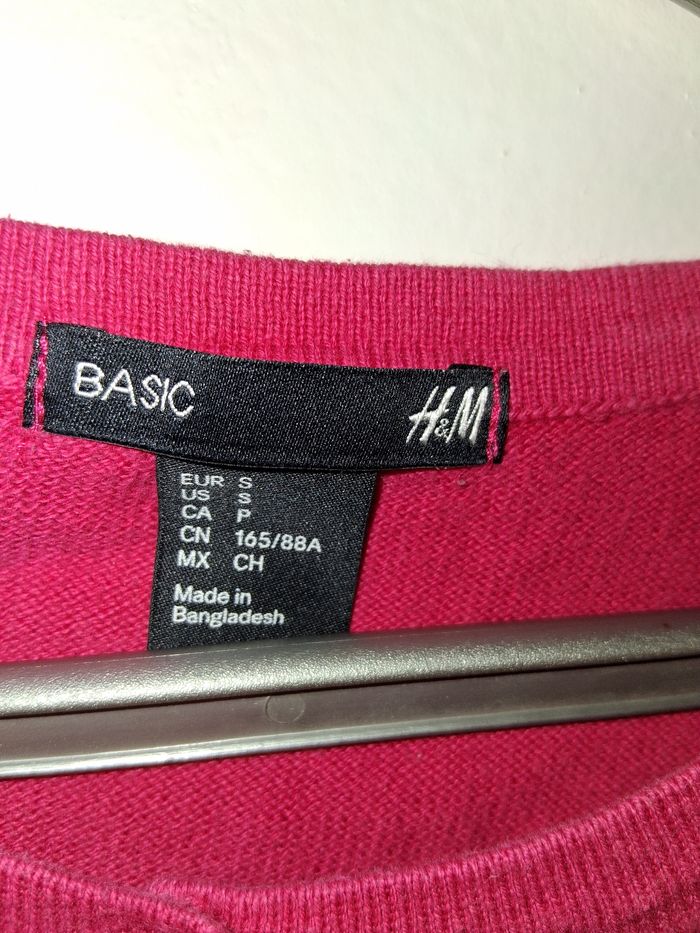 BASIC H&M
EUR S
US S
CA P
CN 165/88A
MX CH
Made in
Bangladesh